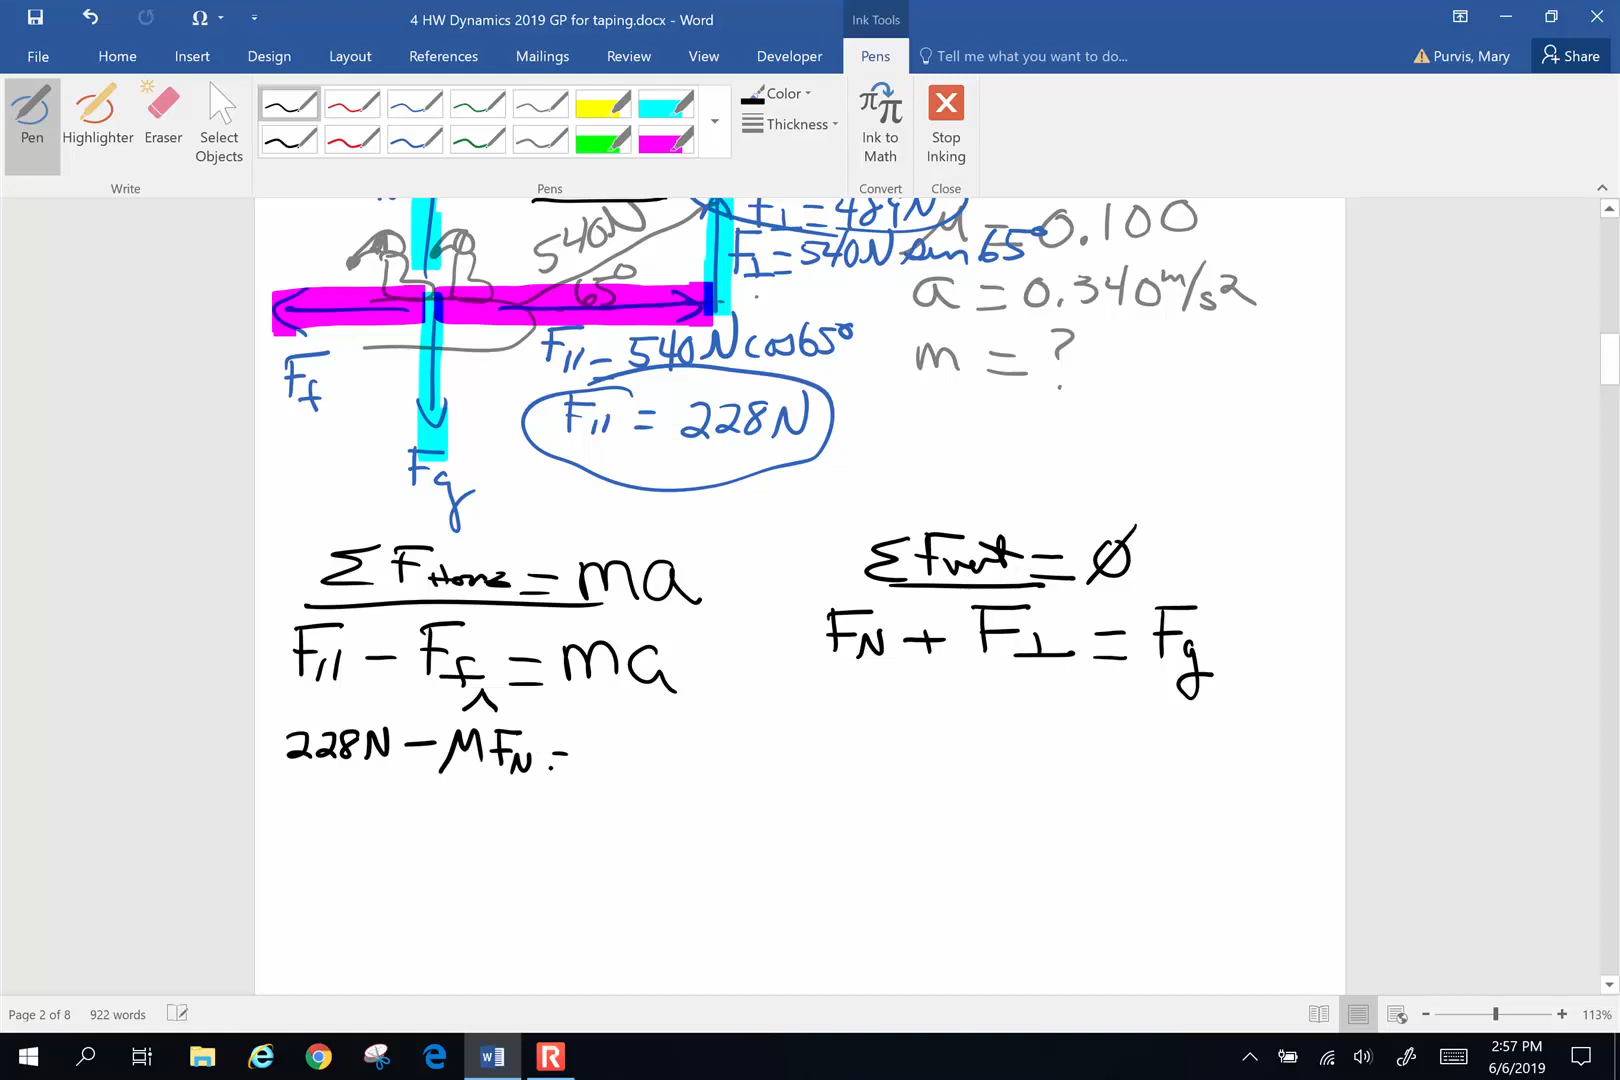 4 HW Dynamics 2019 GP for taping.docx - Word
Ink Tools
File Home Insert Design Layout References Mailings Review View Developer Pens Tell me what you want to do... Purvis, Mary Share
Pen Highlighter Eraser Select Objects
Color
Thickness
Ink to Math
Stop Inking
Write Pens Convert Close
540N
65°
F⊥ = 489N
F⊥ = 540N sin 65°
μ = 0.100
a = 0.340 m/s2
m = ?
Ff
F∥ = 540N cos65°
F∥ = 228N
Fg
ΣFHorz = ma
F∥ - Ff = ma
228N - μFN =
ΣFvert = Ø
FN + F⊥ = Fg
Page 2 of 8 922 words 113%
2:57 PM
6/6/2019